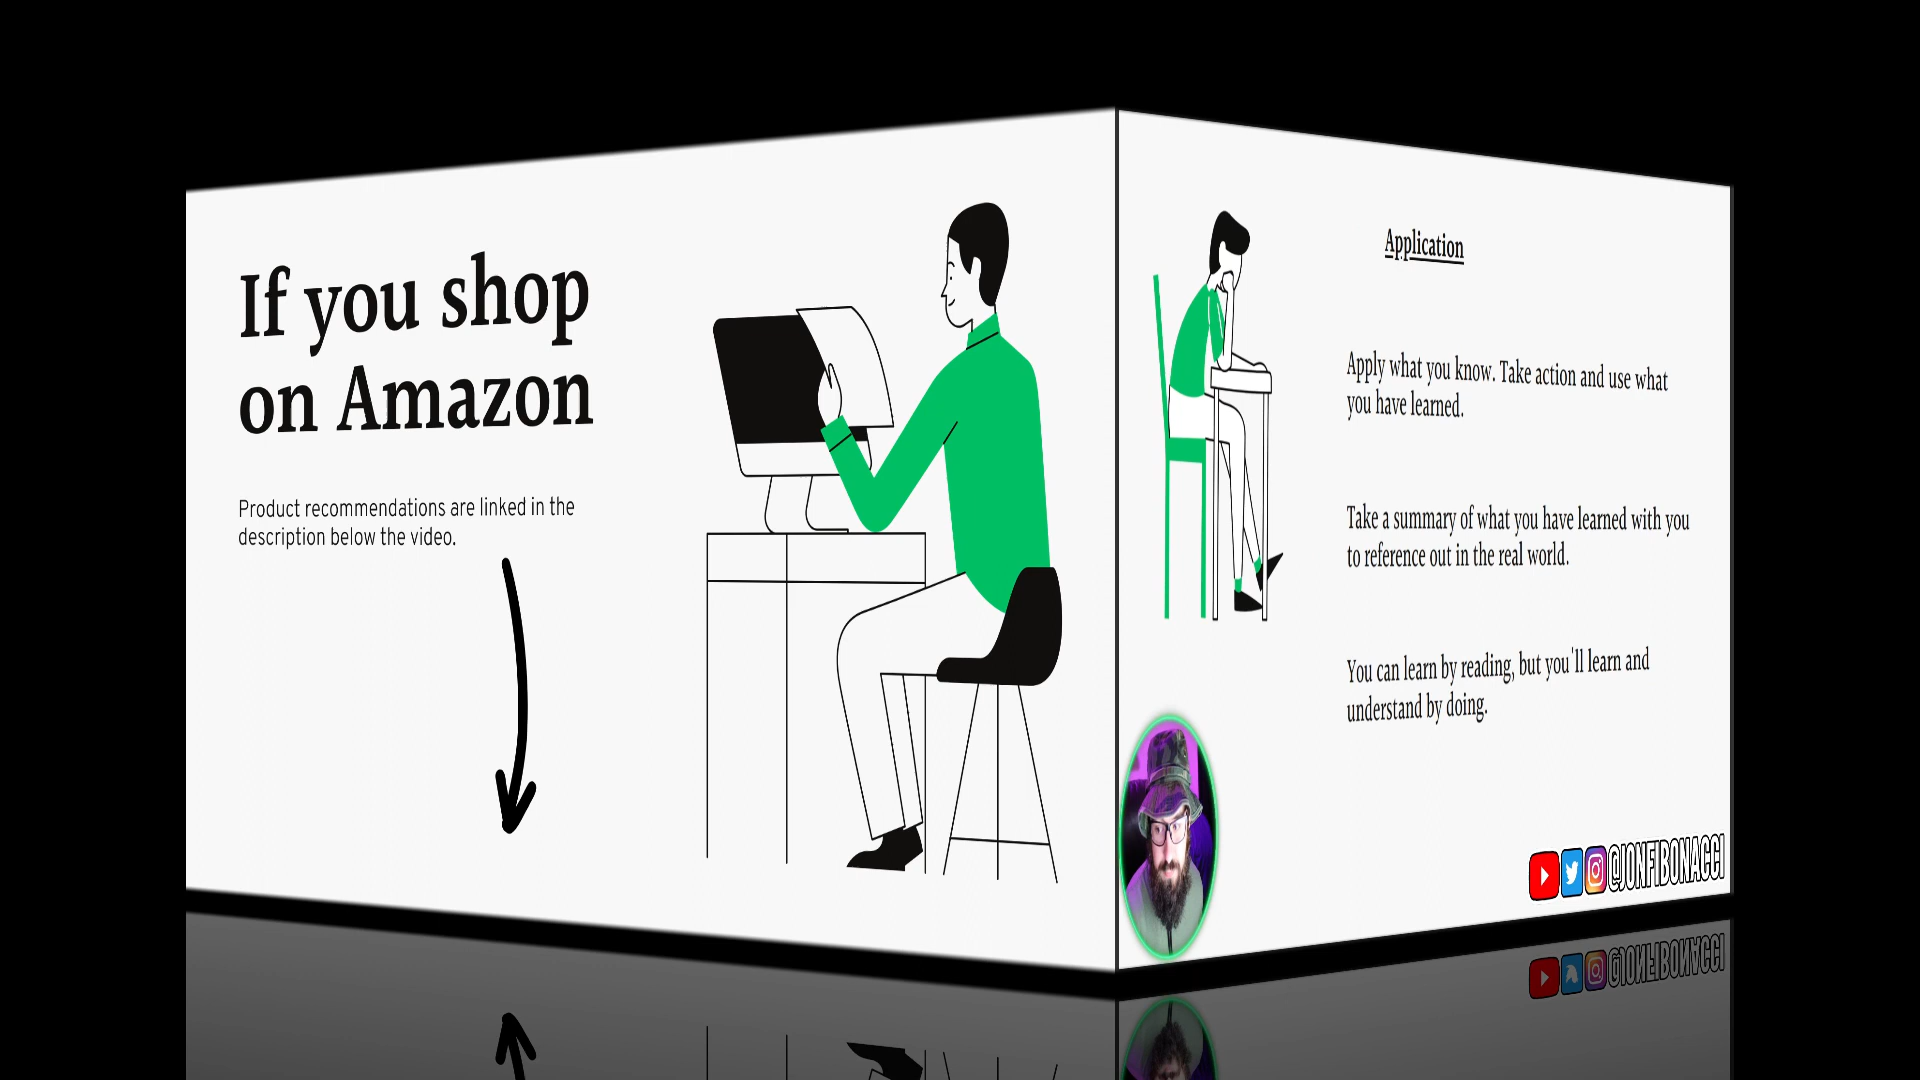 If you shop
on Amazon
Product recommendations are linked in the
description below the video.
Application
Apply what you know. Take action and use what
you have learned.
Take a summary of what you have learned with you
to reference out in the real world.
You can learn by reading, but you'll learn and
understand by doing.
@JONFIBONACCI